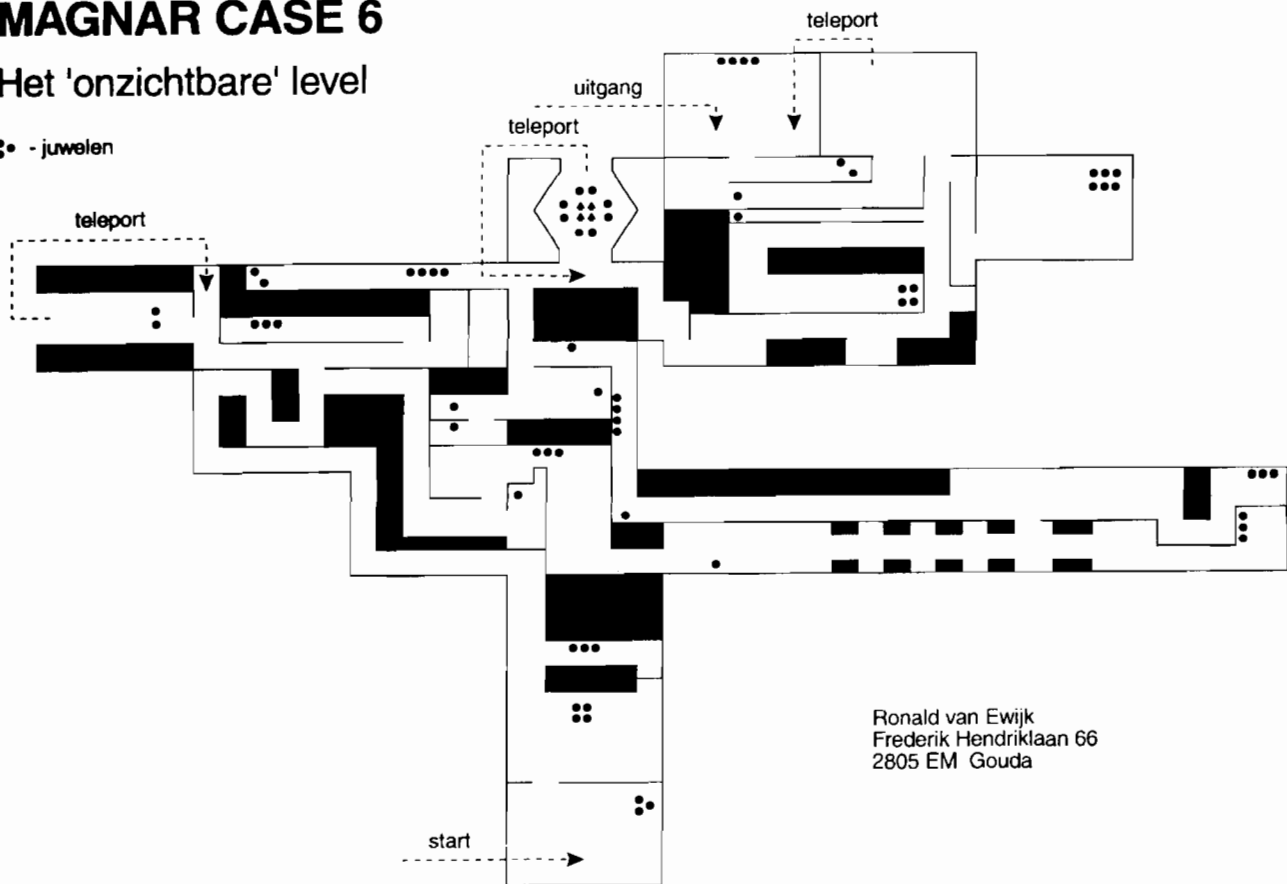 MAGNAR CASE 6
Het 'onzichtbare' level
- juwelen
teleport
uitgang
teleport
teleport
start
Ronald van Ewijk
Frederik Hendriklaan 66
2805 EM Gouda